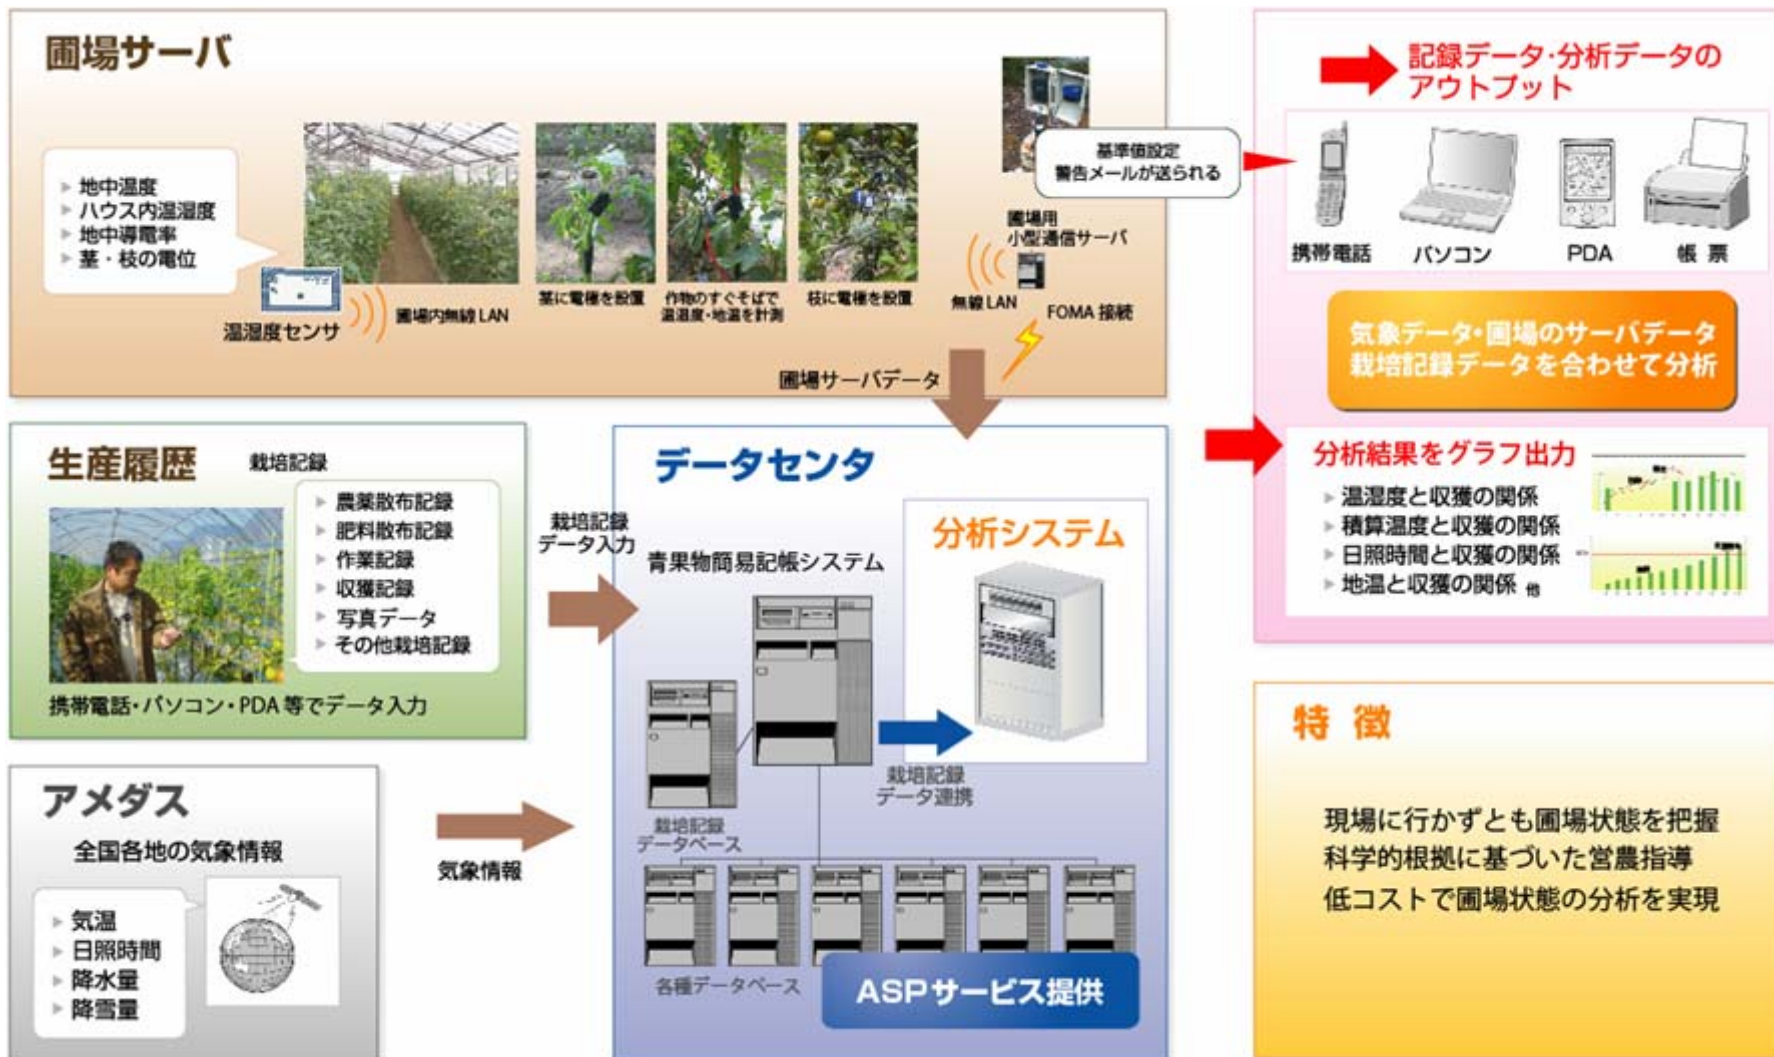 圃場サーバ
地中温度
ハウス内温湿度
地中導電率
茎・枝の電位
温湿度センサ
圃場内無線LAN
茎に電極を設置
作物のすぐそばで
温湿度・地温を計測
枝に電極を設置
基準値設定
警告メールが送られる
圃場用
小型通信サーバ
無線LAN
FOMA接続
圃場サーバデータ
記録データ・分析データの
アウトプット
携帯電話
パソコン
PDA
帳票
気象データ・圃場のサーバデータ
栽培記録データを合わせて分析
分析結果をグラフ出力
温湿度と収獲の関係
積算温度と収獲の関係
日照時間と収獲の関係
地温と収獲の関係 他
生産履歴
栽培記録
農薬散布記録
肥料散布記録
作業記録
収獲記録
写真データ
その他栽培記録
携帯電話・パソコン・PDA等でデータ入力
栽培記録
データ入力
データセンタ
青果物簡易記帳システム
分析システム
栽培記録
データ連携
栽培記録
データベース
各種データベース
ASPサービス提供
アメダス
全国各地の気象情報
気温
日照時間
降水量
降雪量
気象情報
特徴
現場に行かずとも圃場状態を把握
科学的根拠に基づいた営農指導
低コストで圃場状態の分析を実現